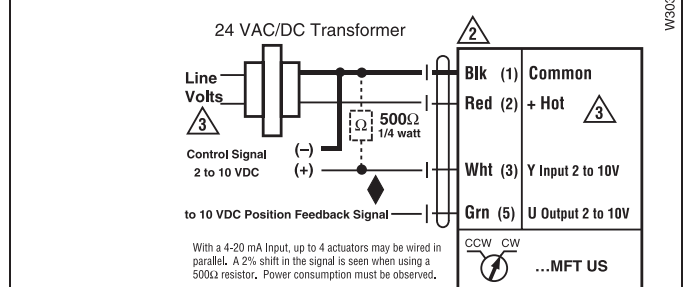 24 VAC/DC Transformer
W303
2
Line
Volts
3
Blk (1) Common
Red (2) + Hot
3
Ω 500Ω
1/4 watt
Control Signal (–)
2 to 10 VDC (+)
Wht (3) Y Input 2 to 10V
to 10 VDC Position Feedback Signal
Grn (5) U Output 2 to 10V
With a 4-20 mA Input, up to 4 actuators may be wired in
parallel. A 2% shift in the signal is seen when using a
500Ω resistor. Power consumption must be observed.
CCW CW
...MFT US